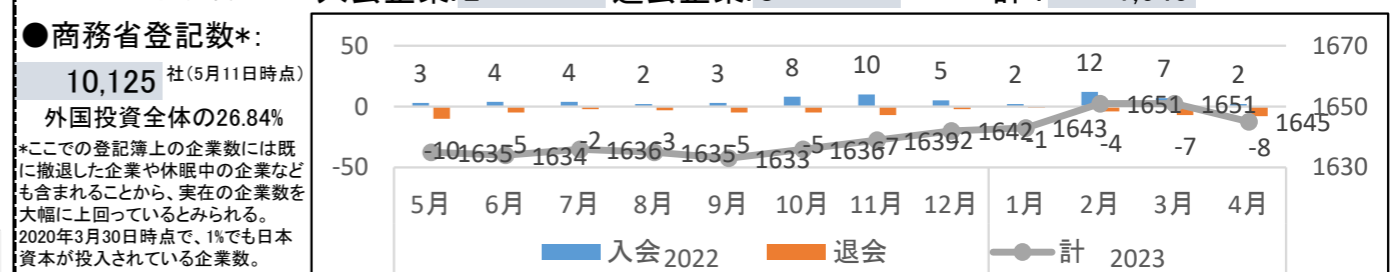 ●商務省登記数*:
10,125 社(5月11日時点)
外国投資全体の26.84%
*ここでの登記簿上の企業数には既
に撤退した企業や休眠中の企業など
も含まれることから、実在の企業数を
大幅に上回っているとみられる。
2020年3月30日時点で、1%でも日本
資本が投入されている企業数。
50 1670
3 4 4 2 3 8 10 5 2 12 7 2
0 1650
-10 -5 -2 -3 -5 -5 -7 -2 -1 -4 -7 -8
1635 1634 1636 1635 1633 1636 1639 1642 1643 1651 1651 1645
-50 1630
5月 6月 7月 8月 9月 10月 11月 12月 1月 2月 3月 4月
2022 2023
入会 退会 計